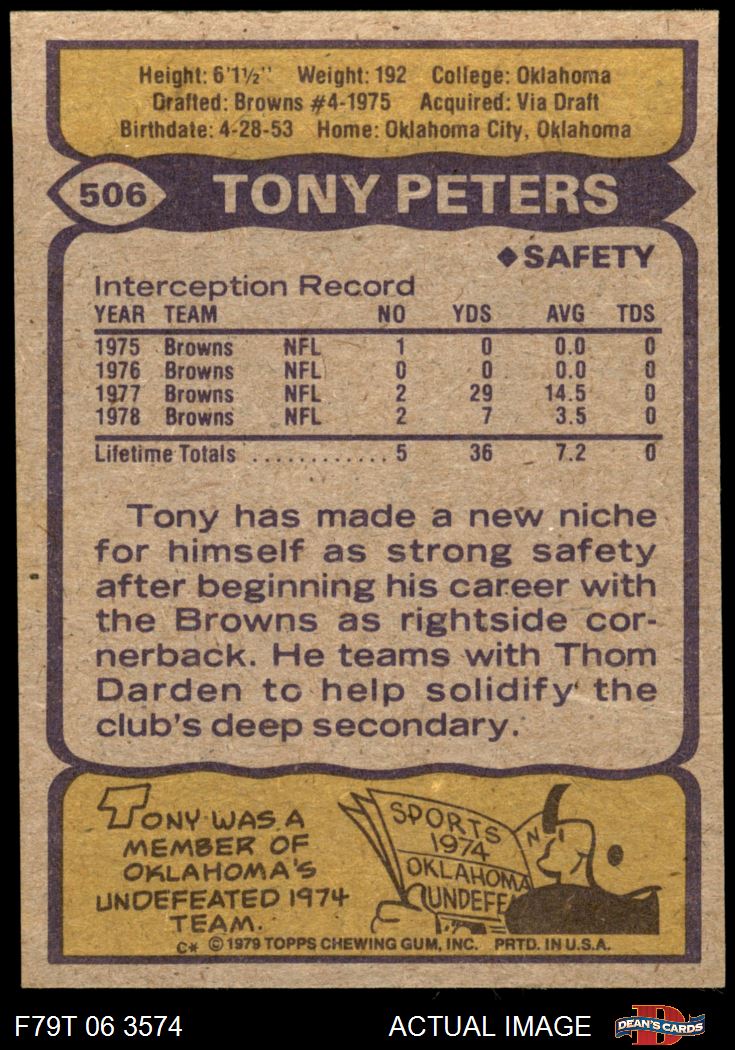 Height: 6'1½" Weight: 192 College: Oklahoma
Drafted: Browns #4-1975 Acquired: Via Draft
Birthdate: 4-28-53 Home: Oklahoma City, Oklahoma
506 TONY PETERS
◆SAFETY
Interception Record
YEAR TEAM NO YDS AVG TDS
1975 Browns NFL 1 0 0.0 0
1976 Browns NFL 0 0 0.0 0
1977 Browns NFL 2 29 14.5 0
1978 Browns NFL 2 7 3.5 0
Lifetime Totals ............ 5 36 7.2 0
Tony has made a new niche
for himself as strong safety
after beginning his career with
the Browns as rightside cor-
nerback. He teams with Thom
Darden to help solidify the
club's deep secondary.
TONY WAS A
MEMBER OF
OKLAHOMA'S
UNDEFEATED 1974
TEAM.
SPORTS
1974
OKLAHOMA
UNDEFE
N
C* © 1979 TOPPS CHEWING GUM, INC. PRTD. IN U.S.A.
F79T 06 3574 ACTUAL IMAGE D DEAN'S CARDS